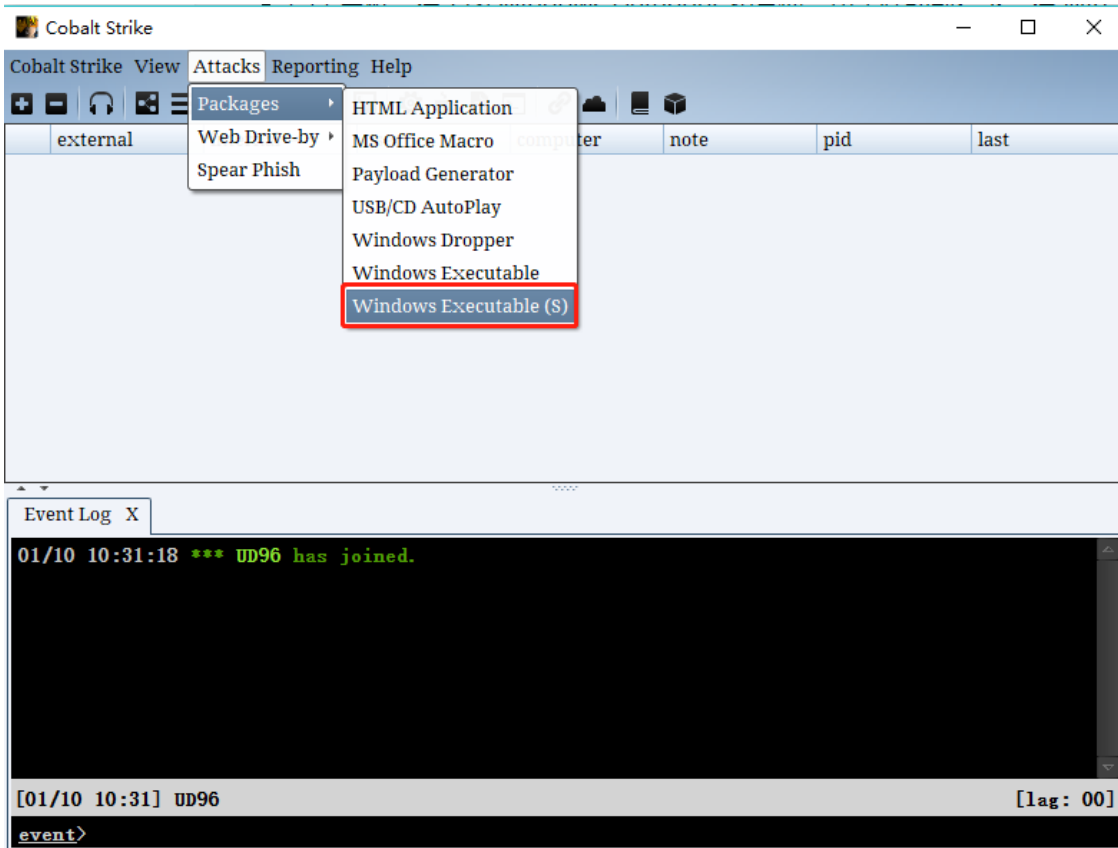 Cobalt Strike
Cobalt Strike View Attacks Reporting Help
Packages
Web Drive-by
Spear Phish
HTML Application
MS Office Macro
Payload Generator
USB/CD AutoPlay
Windows Dropper
Windows Executable
Windows Executable (S)
external computer note pid last
Event Log X
01/10 10:31:18 *** UD96 has joined.
[01/10 10:31] UD96 [lag: 00]
event>